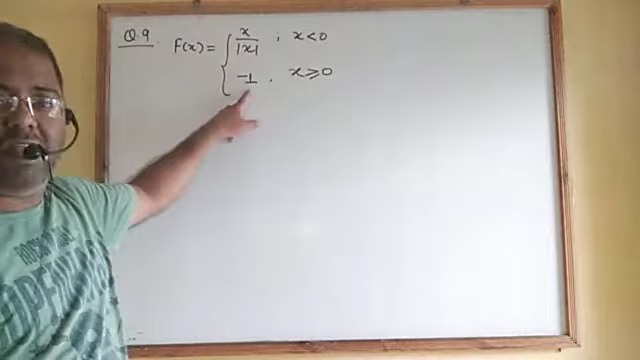 Q.9. F(x) = { x/|x| ; x<0
-1 , x≥0